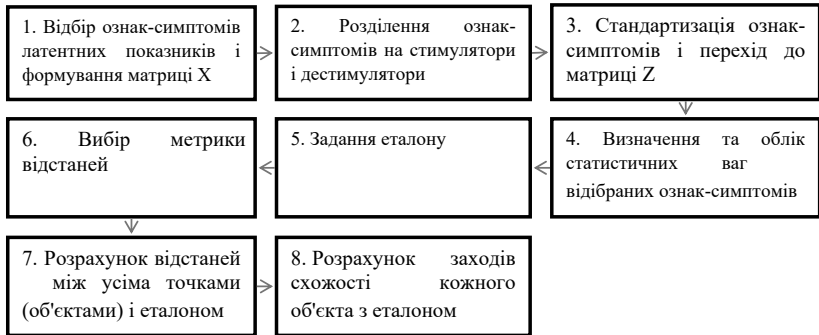 1. Відбір ознак-симптомів
латентних показників і
формування матриці X
2. Розділення ознак-
симптомів на стимулятори
і дестимулятори
3. Стандартизація ознак-
симптомів і перехід до
матриці Z
4. Визначення та облік
статистичних ваг
відібраних ознак-симптомів
5. Задання еталону
6. Вибір метрики
відстаней
7. Розрахунок відстаней
між усіма точками
(об'єктами) і еталоном
8. Розрахунок заходів
схожості кожного
об'єкта з еталоном